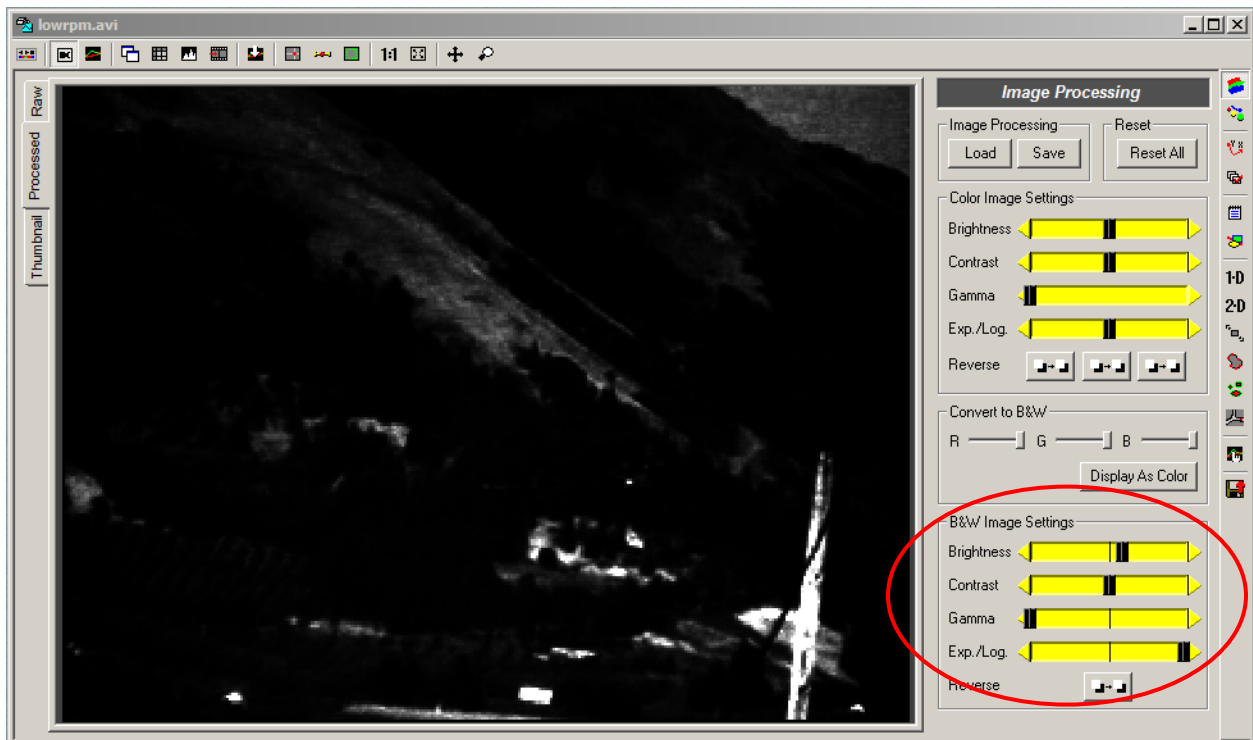 lowrpm.avi
1:1
Raw
Processed
Thumbnail
Image Processing
Image Processing
Reset
Load
Save
Reset All
Color Image Settings
Brightness
Contrast
Gamma
Exp./Log.
Reverse
Convert to B&W
R G B
Display As Color
B&W Image Settings
Brightness
Contrast
Gamma
Exp./Log.
Reverse
Y X
1-D
2-D